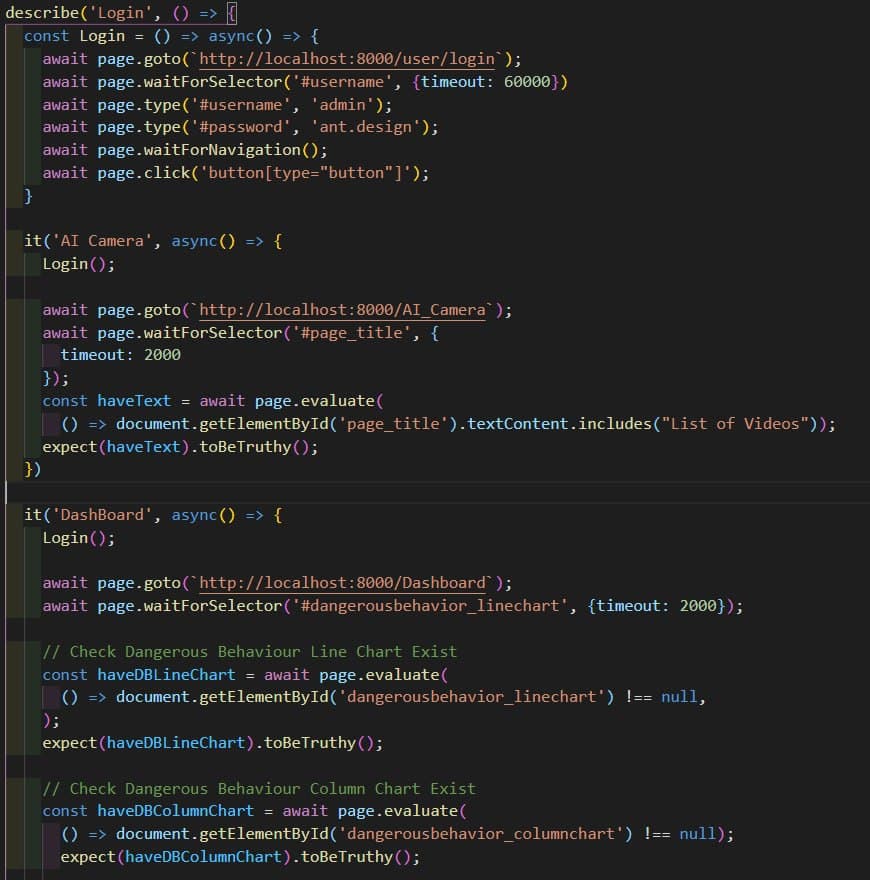 describe('Login', () => {
  const Login = () => async() => {
    await page.goto(`http://localhost:8000/user/login`);
    await page.waitForSelector('#username', {timeout: 60000})
    await page.type('#username', 'admin');
    await page.type('#password', 'ant.design');
    await page.waitForNavigation();
    await page.click('button[type="button"]');
  }

  it('AI Camera', async() => {
    Login();

    await page.goto(`http://localhost:8000/AI_Camera`);
    await page.waitForSelector('#page_title', {
      timeout: 2000
    });
    const haveText = await page.evaluate(
      () => document.getElementById('page_title').textContent.includes("List of Videos"));
    expect(haveText).toBeTruthy();
  })

  it('DashBoard', async() => {
    Login();

    await page.goto(`http://localhost:8000/Dashboard`);
    await page.waitForSelector('#dangerousbehavior_linechart', {timeout: 2000});

    // Check Dangerous Behaviour Line Chart Exist
    const haveDBLineChart = await page.evaluate(
      () => document.getElementById('dangerousbehavior_linechart') !== null,
    );
    expect(haveDBLineChart).toBeTruthy();

    // Check Dangerous Behaviour Column Chart Exist
    const haveDBColumnChart = await page.evaluate(
      () => document.getElementById('dangerousbehavior_columnchart') !== null);
      expect(haveDBColumnChart).toBeTruthy();